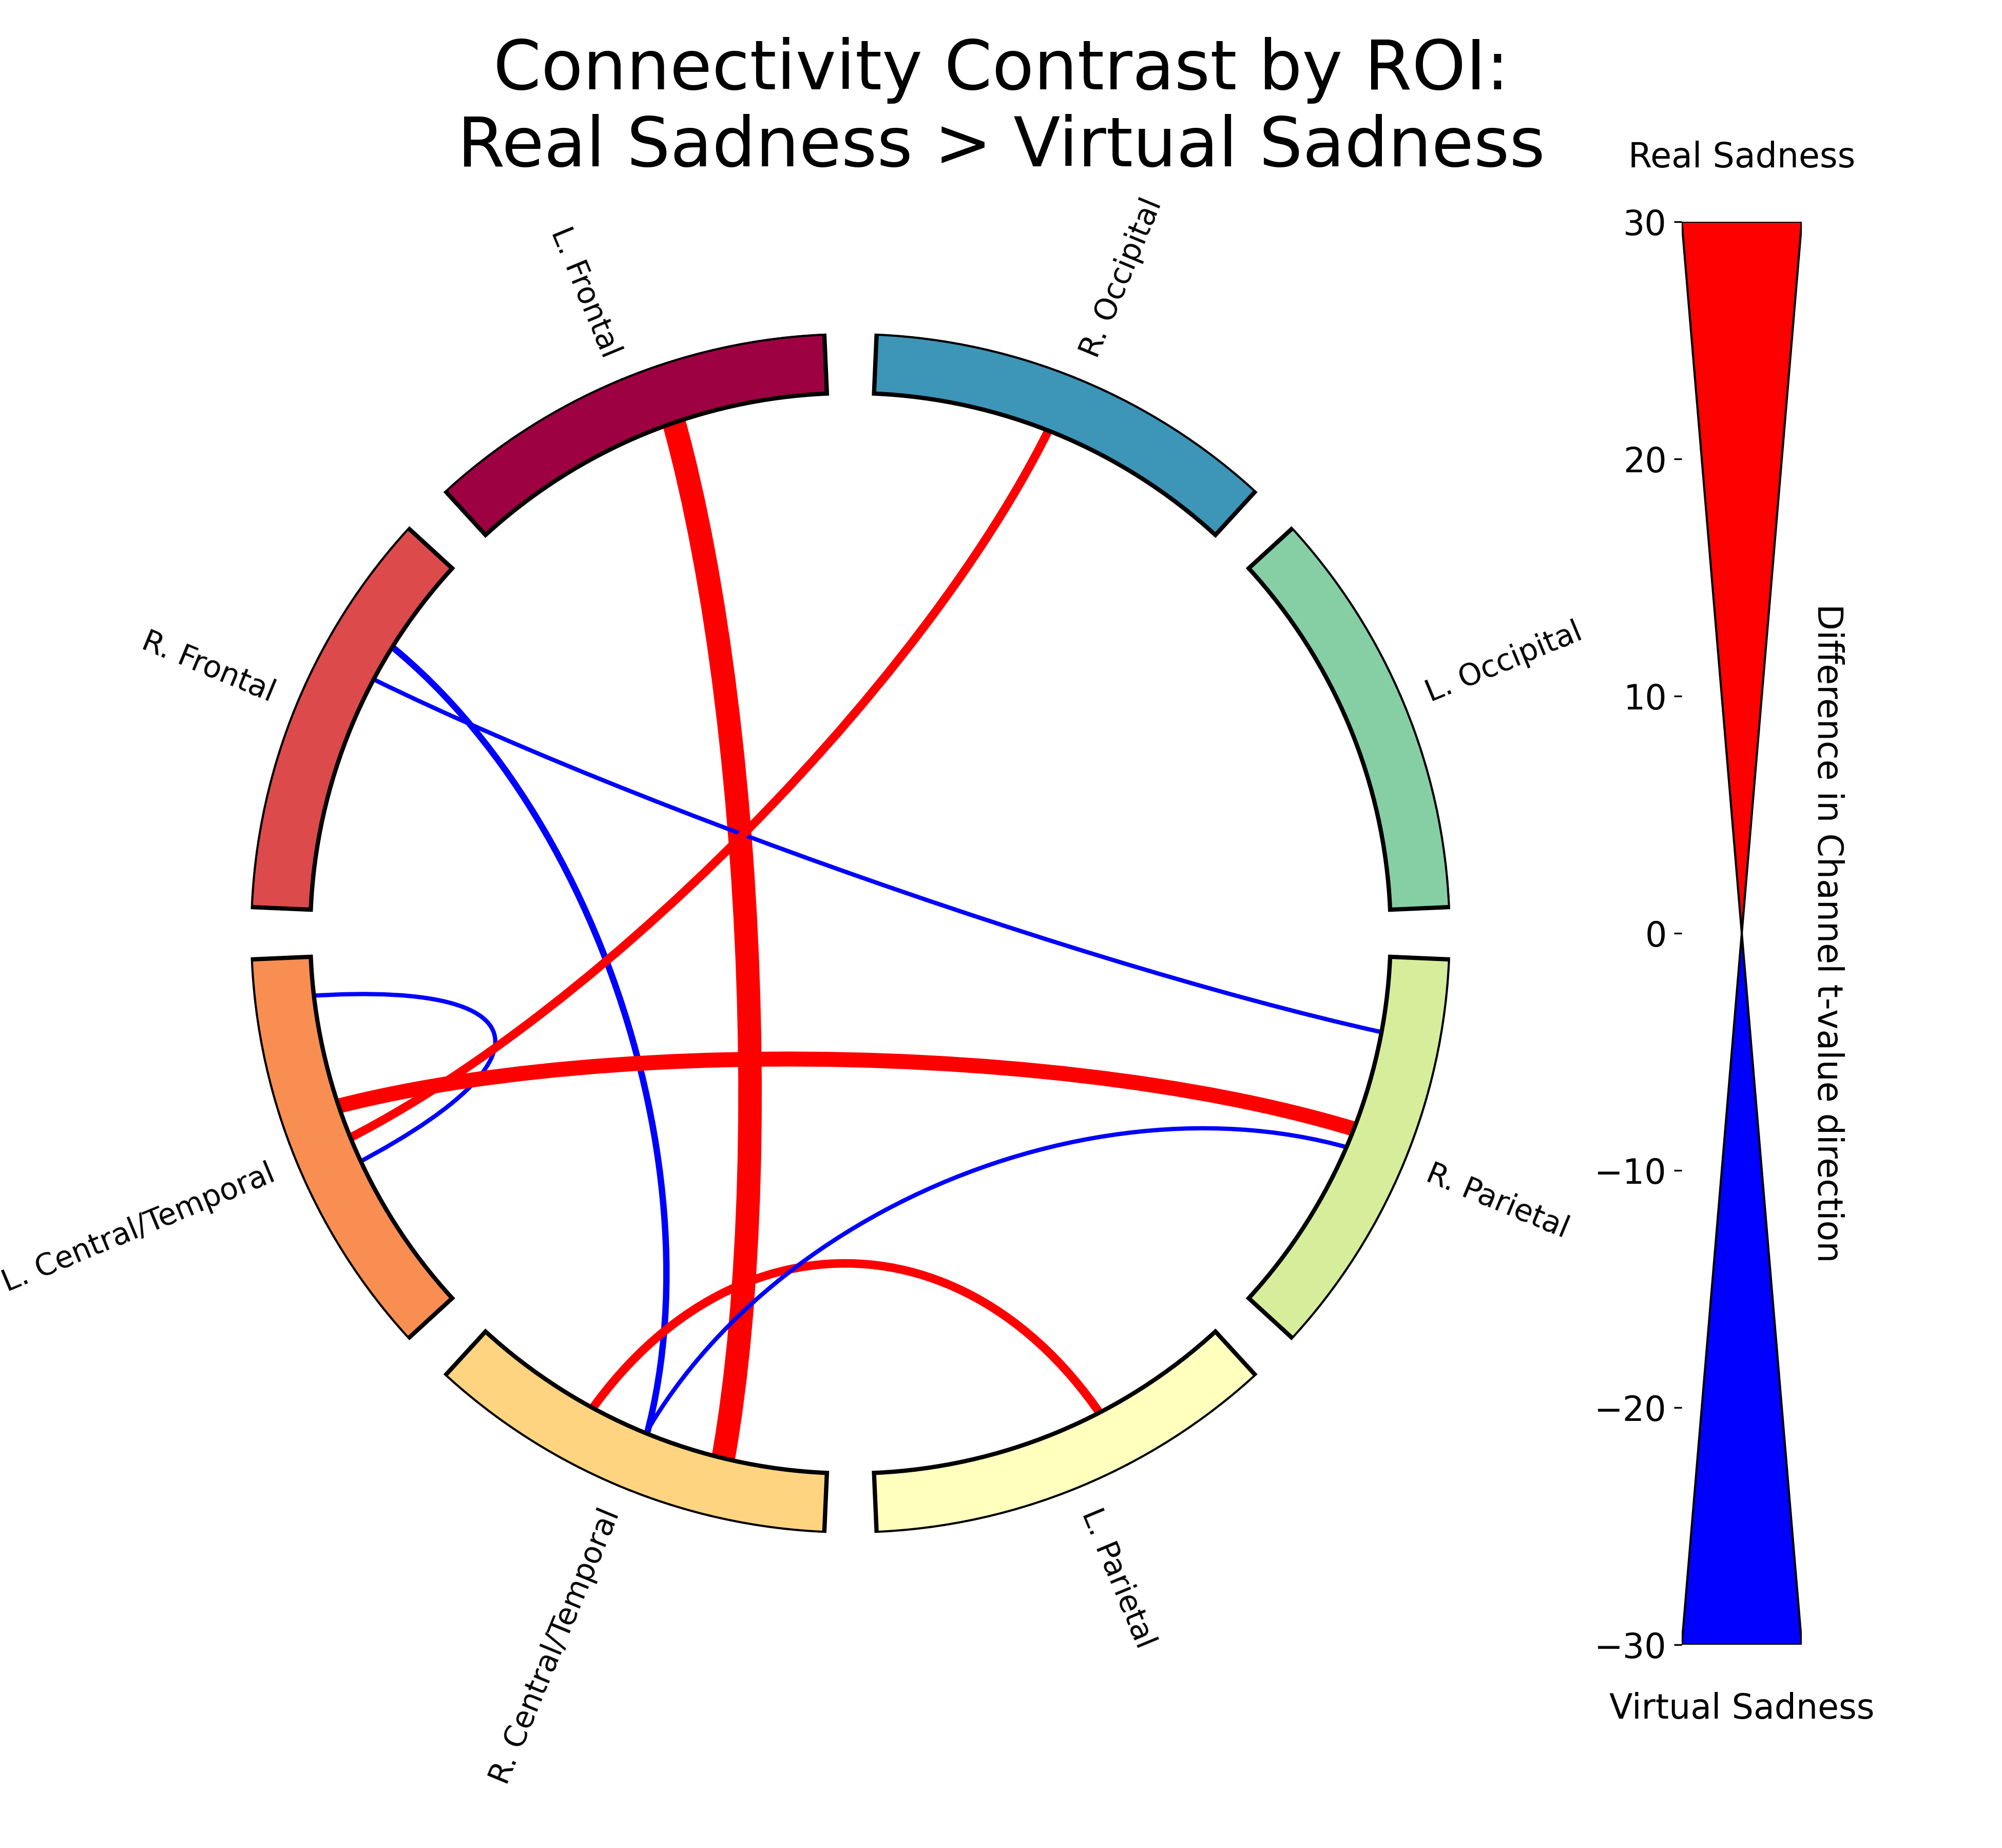 Connectivity Contrast by ROI:
Real Sadness > Virtual Sadness
Real Sadness
L. Frontal
R. Occipital
R. Frontal
L. Occipital
L. Central/Temporal
R. Parietal
R. Central/Temporal
L. Parietal
30
20
10
0
−10
−20
−30
Difference in Channel t-value direction
Virtual Sadness